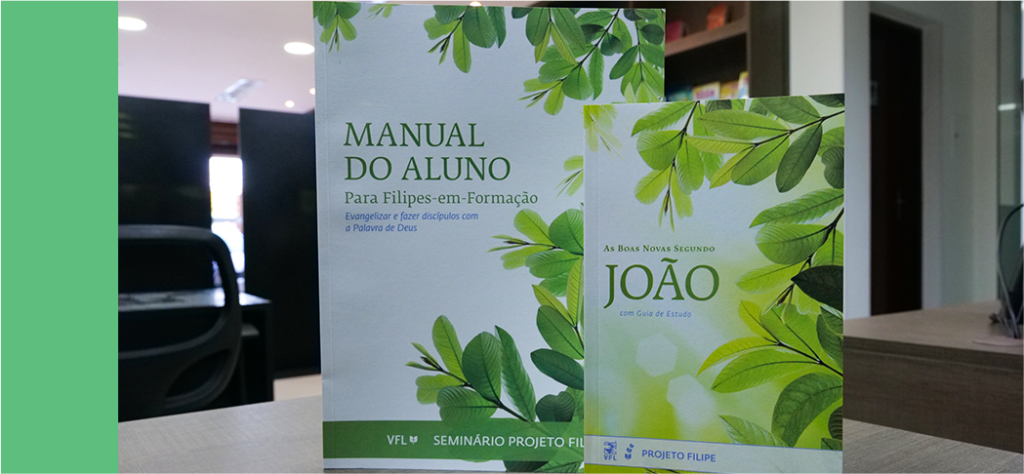 MANUAL
DO ALUNO
Para Filipes-em-Formação
Evangelizar e fazer discípulos com
a Palavra de Deus
VFL SEMINÁRIO PROJETO FIL
As Boas Novas Segundo
JOÃO
com Guia de Estudo
VFL PROJETO FILIPE